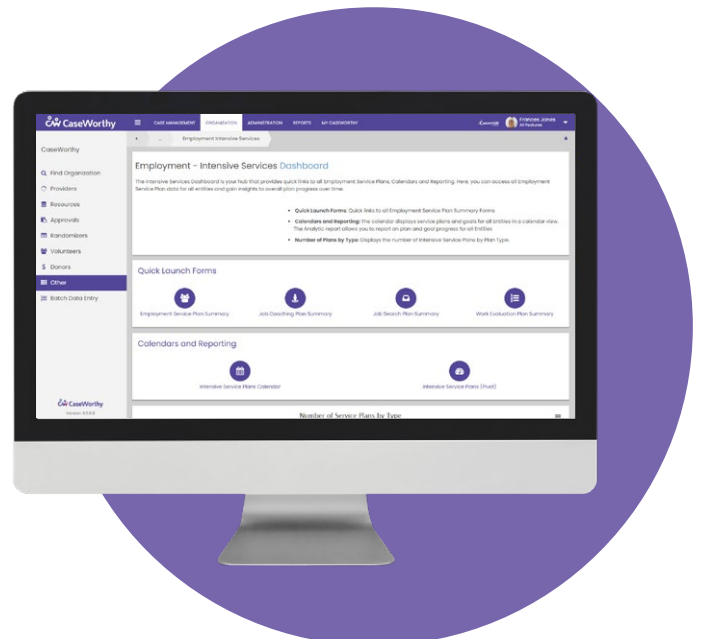 CaseWorthy
CASE MANAGEMENT ORGANIZATION ADMINISTRATION REPORTS MY CASEWORTHY
Frances Jones
All Features
Employment Intensive Services
CaseWorthy
Find Organization
Providers
Resources
Approvals
Randomizers
Volunteers
Donors
Other
Batch Data Entry
CaseWorthy
Employment - Intensive Services Dashboard
The Intensive Services Dashboard is your hub that provides quick links to all Employment Service Plans, Calendars and Reporting. Here, you can access all Employment
Service Plan data for all entities and gain insights to overall plan progress over time.
• Quick Launch Forms: Quick links to all Employment Service Plan Summary Forms
• Calendars and Reporting: The calendar displays service plans and goals for all Entities in a calendar view.
The Analytic report allows you to report on plan and goal progress for all Entities
• Number of Plans by Type: Displays the number of Intensive Service Plans by Plan Type.
Quick Launch Forms
Employment Service Plan Summary
Job Coaching Plan Summary
Job Search Plan Summary
Work Evaluation Plan Summary
Calendars and Reporting
Intensive Service Plans Calendar
Intensive Service Plans (Pivot)
Number of Service Plans by Type